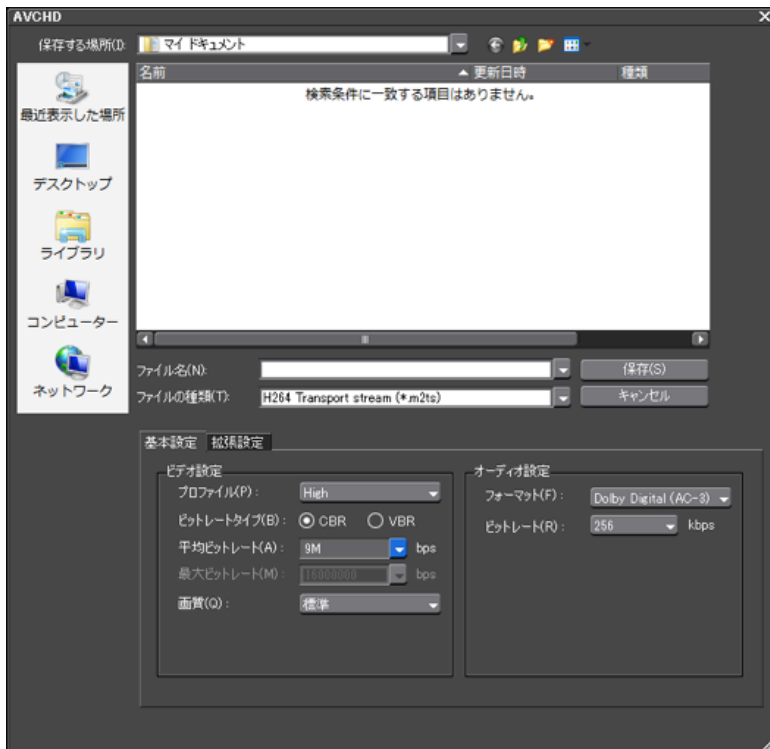 AVCHD
保存する場所(I):
マイ ドキュメント
名前
更新日時
種類
検索条件に一致する項目はありません。
最近表示した場所
デスクトップ
ライブラリ
コンピューター
ネットワーク
ファイル名(N):
保存(S)
ファイルの種類(T):
H264 Transport stream (*.m2ts)
キャンセル
基本設定
拡張設定
ビデオ設定
プロファイル(P):
High
ビットレートタイプ(B):
CBR
VBR
平均ビットレート(A):
9M
bps
最大ビットレート(M):
16000000
bps
画質(Q):
標準
オーディオ設定
フォーマット(F):
Dolby Digital (AC-3)
ビットレート(R):
256
kbps